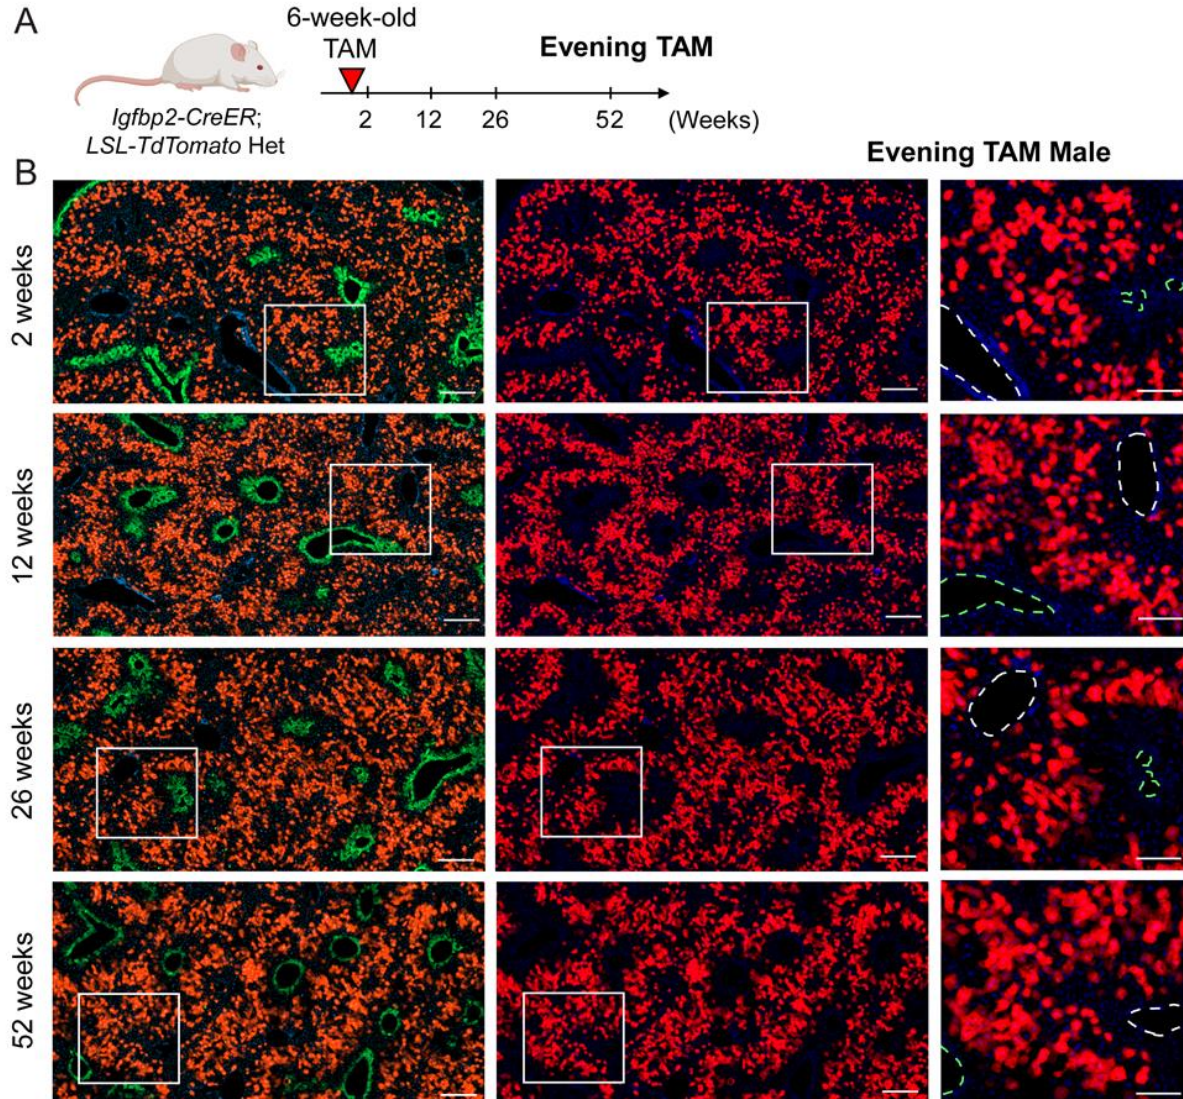 A
6-week-old
TAM
Evening TAM
2 12 26 52 (Weeks)
Igfbp2-CreER;
LSL-TdTomato Het
Evening TAM Male
B
2 weeks
12 weeks
26 weeks
52 weeks